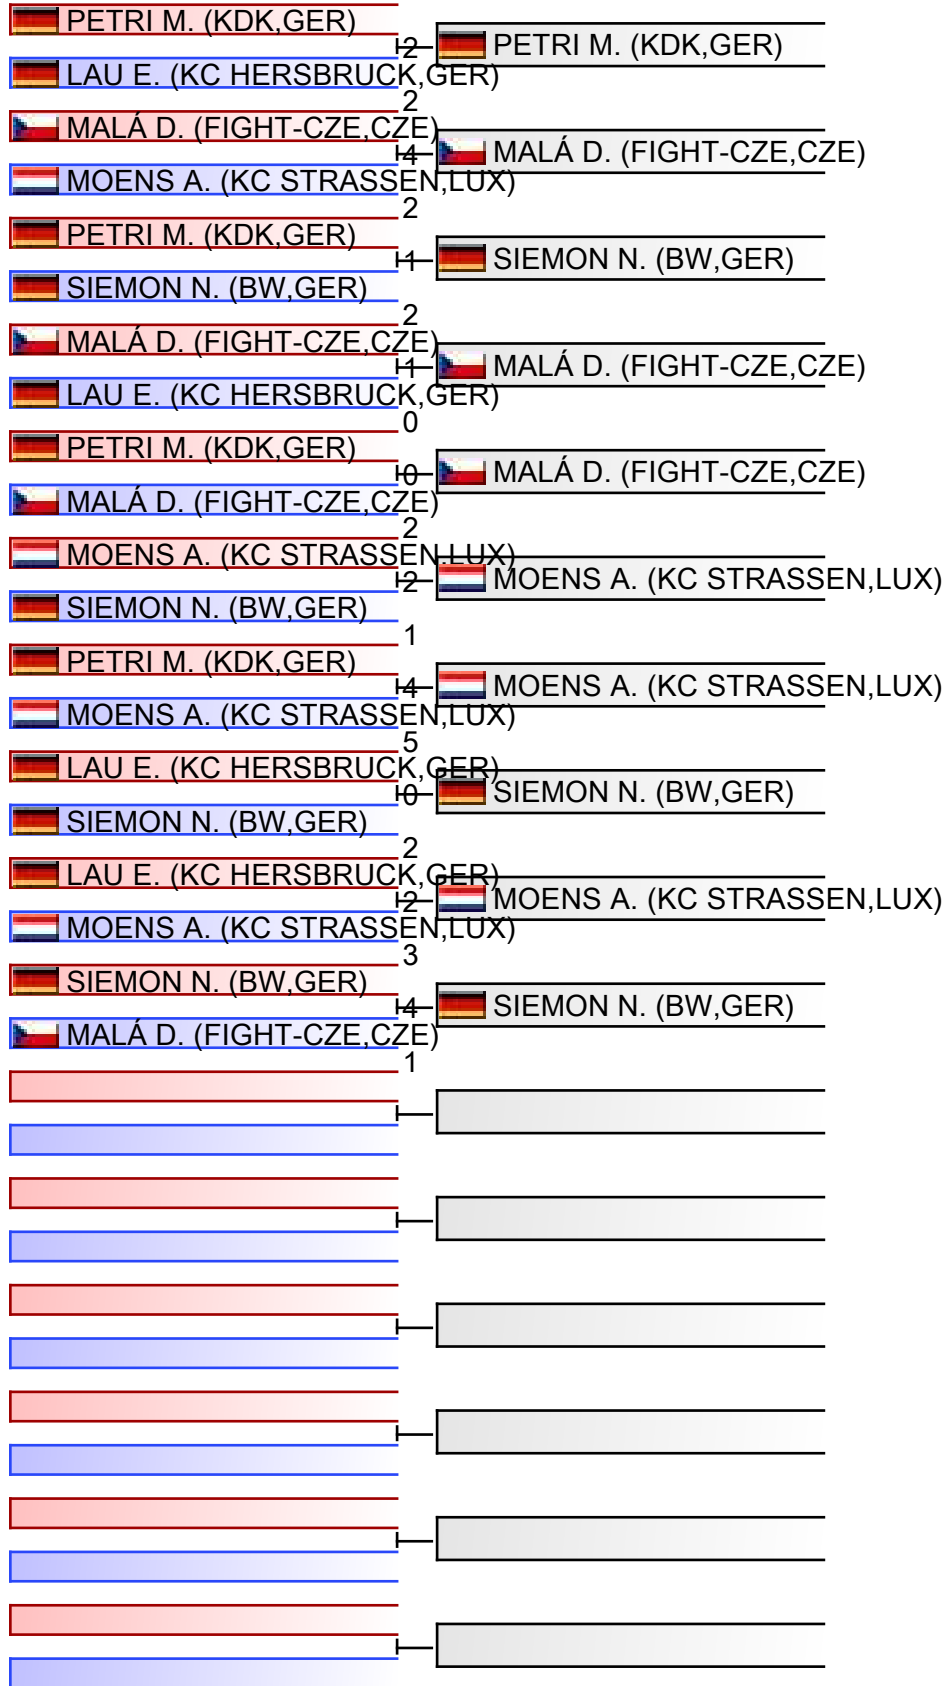 PETRI M. (KDK,GER)
2
PETRI M. (KDK,GER)
LAU E. (KC HERSBRUCK,GER)
2
MALÁ D. (FIGHT-CZE,CZE)
4
MALÁ D. (FIGHT-CZE,CZE)
MOENS A. (KC STRASSEN,LUX)
2
PETRI M. (KDK,GER)
1
SIEMON N. (BW,GER)
SIEMON N. (BW,GER)
2
MALÁ D. (FIGHT-CZE,CZE)
1
MALÁ D. (FIGHT-CZE,CZE)
LAU E. (KC HERSBRUCK,GER)
0
PETRI M. (KDK,GER)
0
MALÁ D. (FIGHT-CZE,CZE)
MALÁ D. (FIGHT-CZE,CZE)
2
MOENS A. (KC STRASSEN,LUX)
2
MOENS A. (KC STRASSEN,LUX)
SIEMON N. (BW,GER)
1
PETRI M. (KDK,GER)
4
MOENS A. (KC STRASSEN,LUX)
MOENS A. (KC STRASSEN,LUX)
5
LAU E. (KC HERSBRUCK,GER)
0
SIEMON N. (BW,GER)
SIEMON N. (BW,GER)
2
LAU E. (KC HERSBRUCK,GER)
2
MOENS A. (KC STRASSEN,LUX)
MOENS A. (KC STRASSEN,LUX)
3
SIEMON N. (BW,GER)
4
SIEMON N. (BW,GER)
MALÁ D. (FIGHT-CZE,CZE)
1